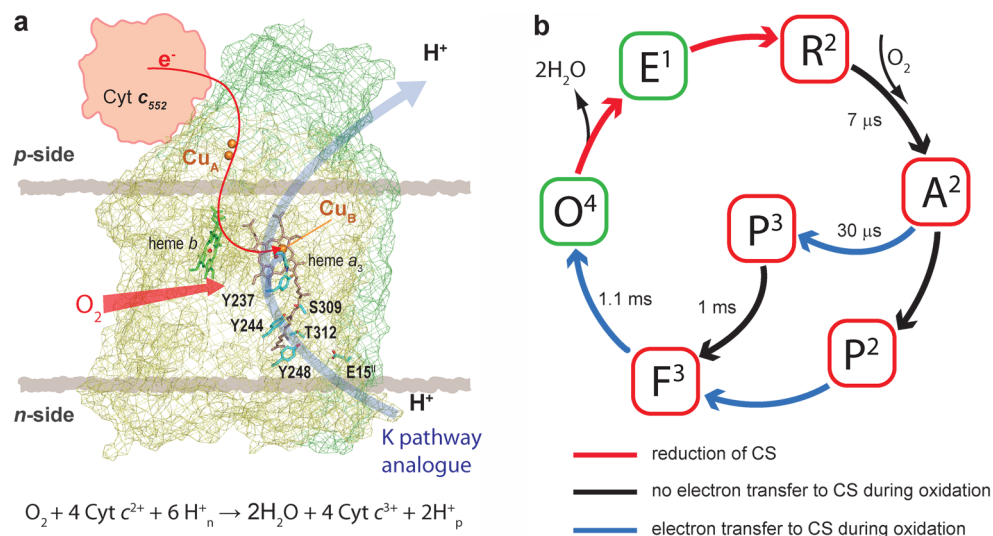 a
e⁻
Cyt c₅₅₂
H⁺
p-side
Cu_A
Cu_B
heme b
heme a₃
O₂
Y237
S309
Y244
T312
Y248
E15ᴵᴵ
n-side
H⁺
K pathway
analogue
O₂ + 4 Cyt c²⁺ + 6 H⁺ₙ → 2H₂O + 4 Cyt c³⁺ + 2H⁺ₚ
b
E¹
R²
2H₂O
O₂
7 μs
A²
O⁴
P³
30 μs
1.1 ms
1 ms
F³
P²
reduction of CS
no electron transfer to CS during oxidation
electron transfer to CS during oxidation